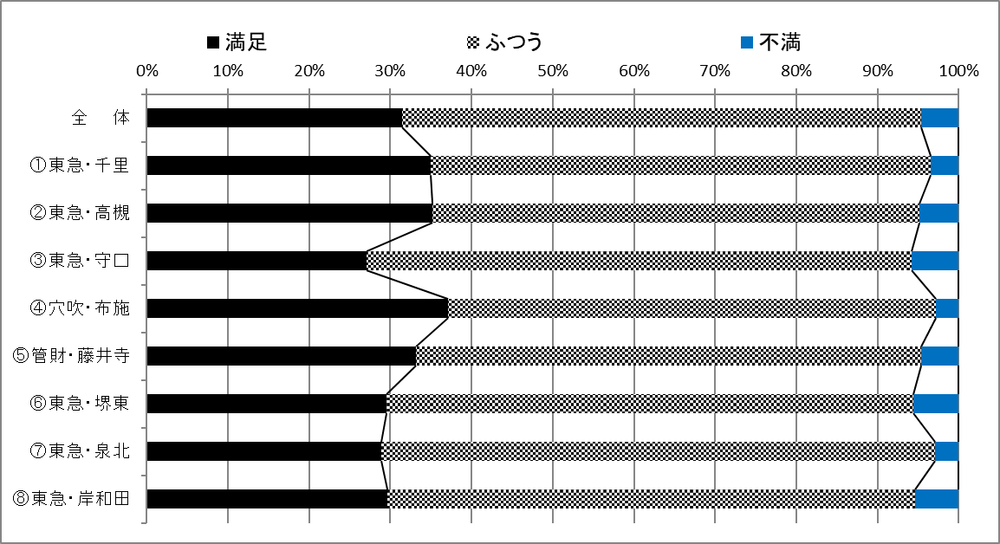 満足 ふつう 不満
0% 10% 20% 30% 40% 50% 60% 70% 80% 90% 100%
全　体
①東急・千里
②東急・高槻
③東急・守口
④穴吹・布施
⑤管財・藤井寺
⑥東急・堺東
⑦東急・泉北
⑧東急・岸和田